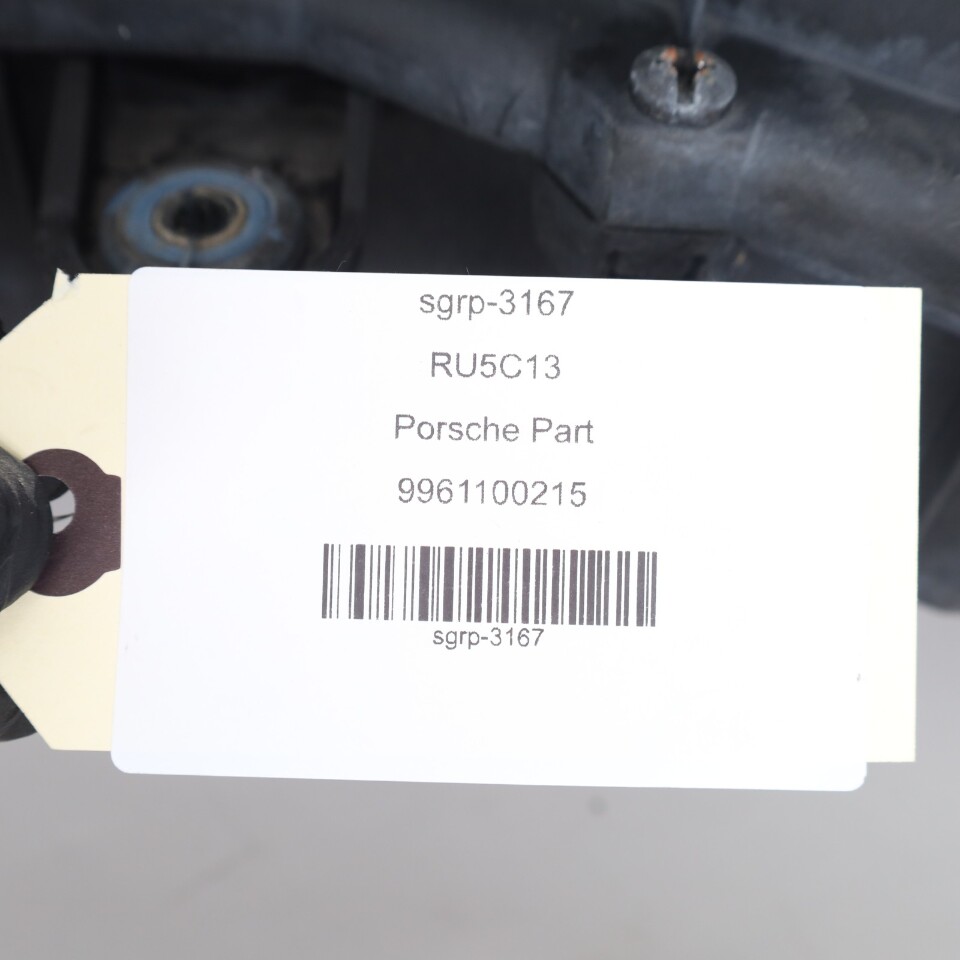 sgrp-3167
RU5C13
Porsche Part
9961100215
sgrp-3167